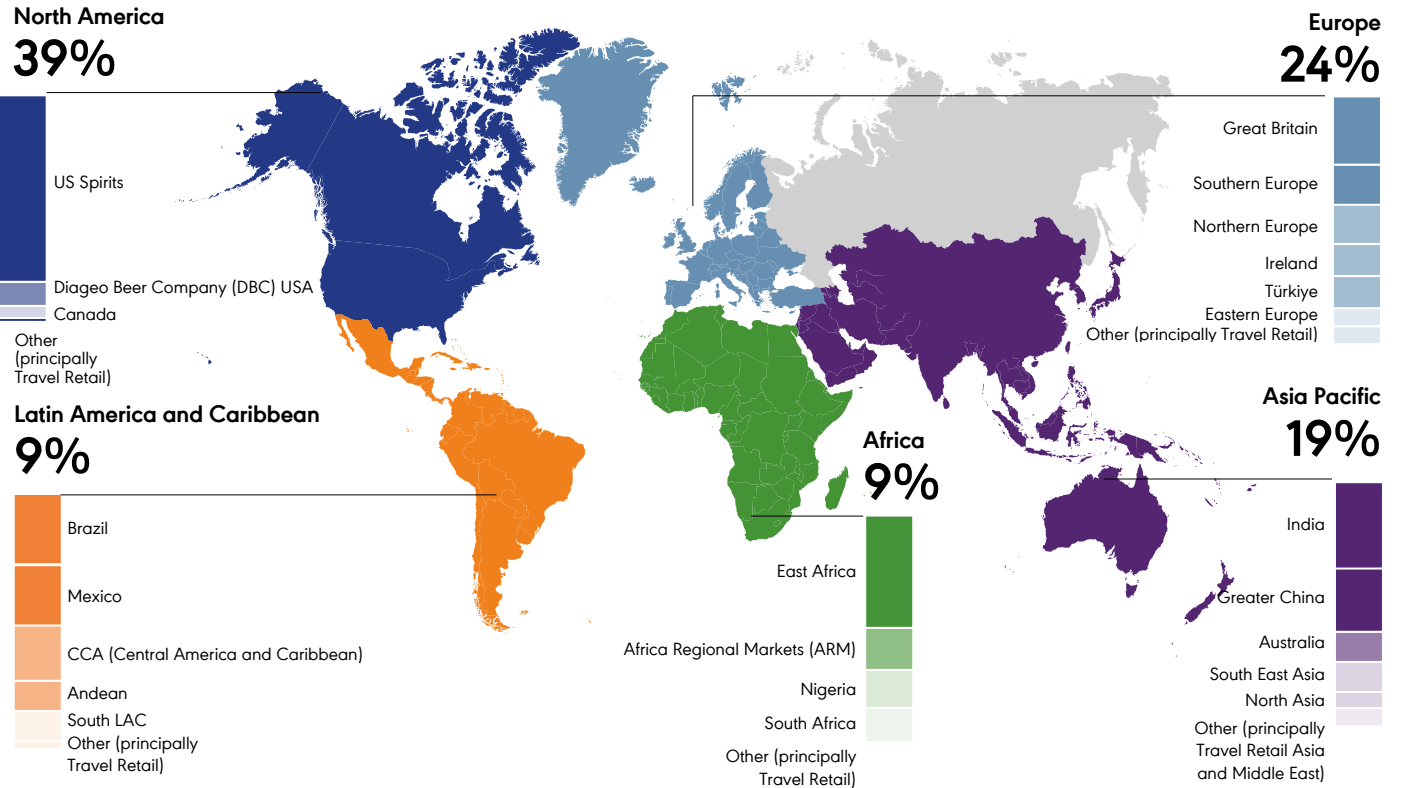 North America
39%
US Spirits
Diageo Beer Company (DBC) USA
Canada
Other
(principally
Travel Retail)
Europe
24%
Great Britain
Southern Europe
Northern Europe
Ireland
Türkiye
Eastern Europe
Other (principally Travel Retail)
Latin America and Caribbean
9%
Brazil
Mexico
CCA (Central America and Caribbean)
Andean
South LAC
Other (principally
Travel Retail)
Africa
9%
East Africa
Africa Regional Markets (ARM)
Nigeria
South Africa
Other (principally
Travel Retail)
Asia Pacific
19%
India
Greater China
Australia
South East Asia
North Asia
Other (principally
Travel Retail Asia
and Middle East)